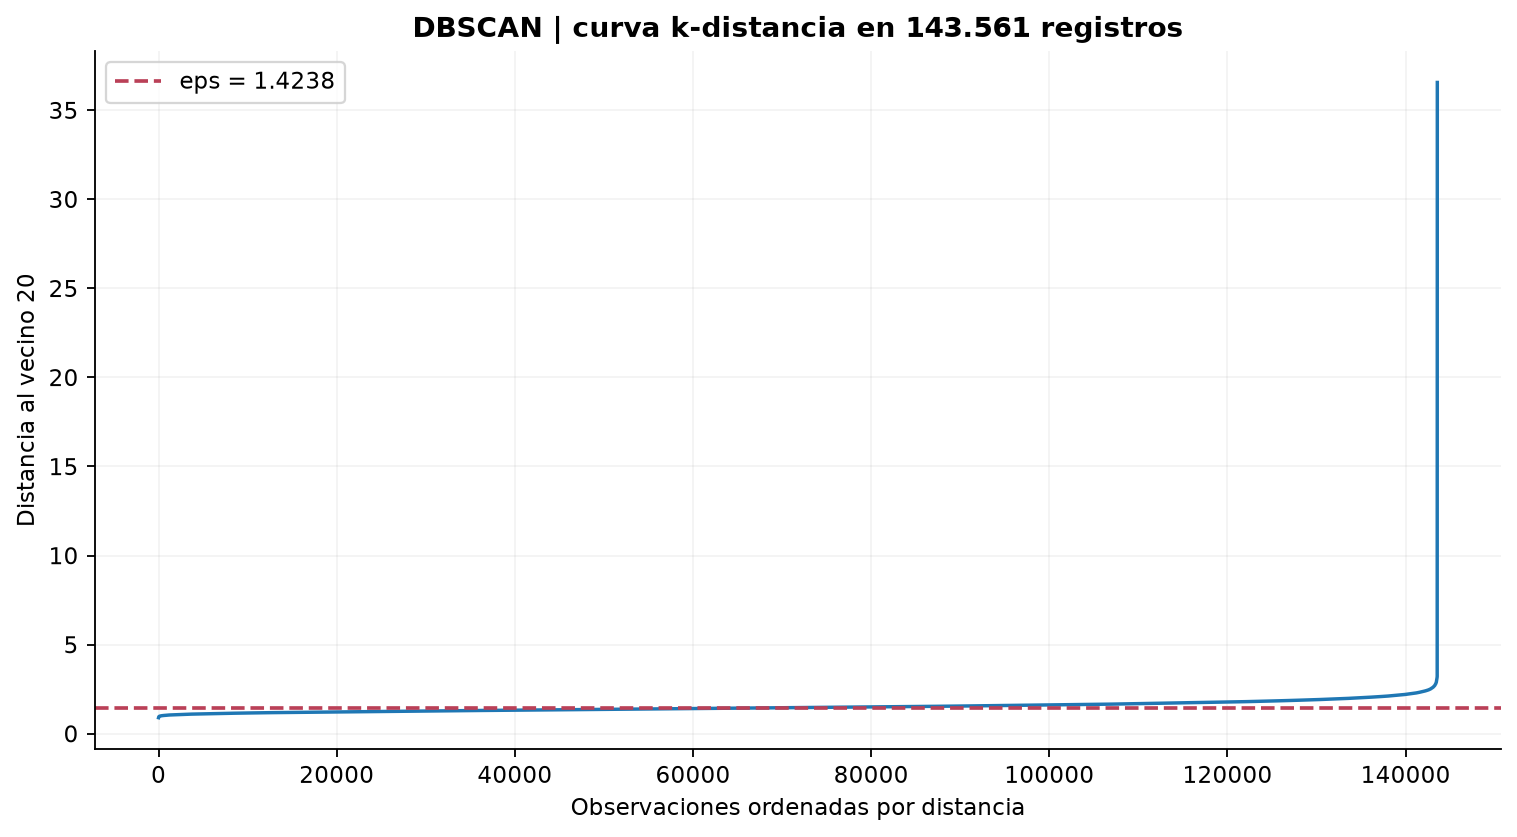 DBSCAN | curva k-distancia en 143.561 registros
eps = 1.4238
35
30
25
20
15
10
5
0
Distancia al vecino 20
0 20000 40000 60000 80000 100000 120000 140000
Observaciones ordenadas por distancia